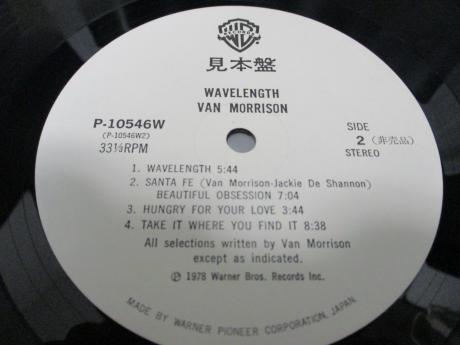 見本盤
WAVELENGTH
VAN MORRISON
P-10546W
(P-10546W2)
33⅓RPM
SIDE
2 (非売品)
STEREO
1. WAVELENGTH 5:44
2. SANTA FE (Van Morrison-Jackie De Shannon)
BEAUTIFUL OBSESSION 7:04
3. HUNGRY FOR YOUR LOVE 3:44
4. TAKE IT WHERE YOU FIND IT 8:38
All selections written by Van Morrison
except as indicated.
℗ 1978 Warner Bros. Records Inc.
MADE BY WARNER PIONEER CORPORATION, JAPAN.